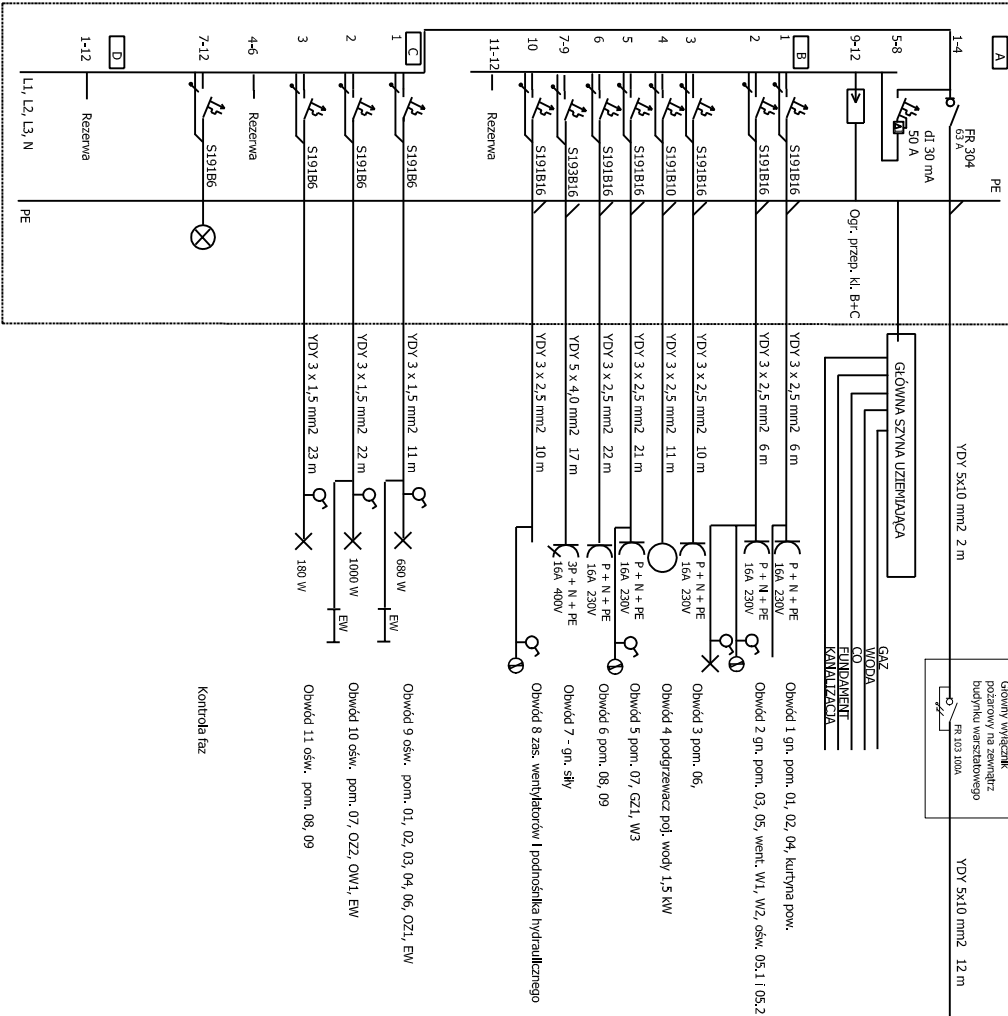 A
1-4
FR 304
63 A
PE
5-8
dI 30 mA
50 A
9-12
Ogr. przep. kl. B+C
GŁÓWNA SZYNA UZIEMIAJĄCA
YDY 5x10 mm2 2 m
GAZ
WODA
CO
FUNDAMENT
KANALIZACJA
Główny wyłącznik
pożarowy na zewnątrz
budynku warsztatowego
FR 103 100A
YDY 5x10 mm2 12 m
B
1
S191B16
YDY 3 x 2,5 mm2 6 m
P + N + PE
16A 230V
Obwód 1 gn. pom. 01, 02, 04, kurtyna pow.
2
S191B16
YDY 3 x 2,5 mm2 6 m
P + N + PE
16A 230V
Obwód 2 gn. pom. 03, 05, went. W1, W2, ośw. 05.1 i 05.2
3
S191B16
YDY 3 x 2,5 mm2 10 m
P + N + PE
16A 230V
Obwód 3 pom. 06,
4
S191B10
YDY 3 x 2,5 mm2 11 m
Obwód 4 podgrzewacz poj. wody 1,5 kW
5
S191B16
YDY 3 x 2,5 mm2 21 m
P + N + PE
16A 230V
Obwód 5 pom. 07, GZ1, W3
6
S191B16
YDY 3 x 2,5 mm2 22 m
P + N + PE
16A 230V
Obwód 6 pom. 08, 09
7-9
S193B16
YDY 5 x 4,0 mm2 17 m
3P + N + PE
16A 400V
Obwód 7 - gn. siły
10
S191B16
YDY 3 x 2,5 mm2 10 m
Obwód 8 zas. wentylatorów i podnośnika hydraulicznego
11-12
Rezerwa
C
1
S191B6
YDY 3 x 1,5 mm2 11 m
680 W
EW
Obwód 9 ośw. pom. 01, 02, 03, 04, 06, OZ1, EW
2
S191B6
YDY 3 x 1,5 mm2 22 m
1000 W
EW
Obwód 10 ośw. pom. 07, OZ2, OW1, EW
3
S191B6
YDY 3 x 1,5 mm2 23 m
180 W
Obwód 11 ośw. pom. 08, 09
4-6
Rezerwa
7-12
S191B6
Kontrola faz
D
1-12
Rezerwa
L1, L2, L3, N
PE